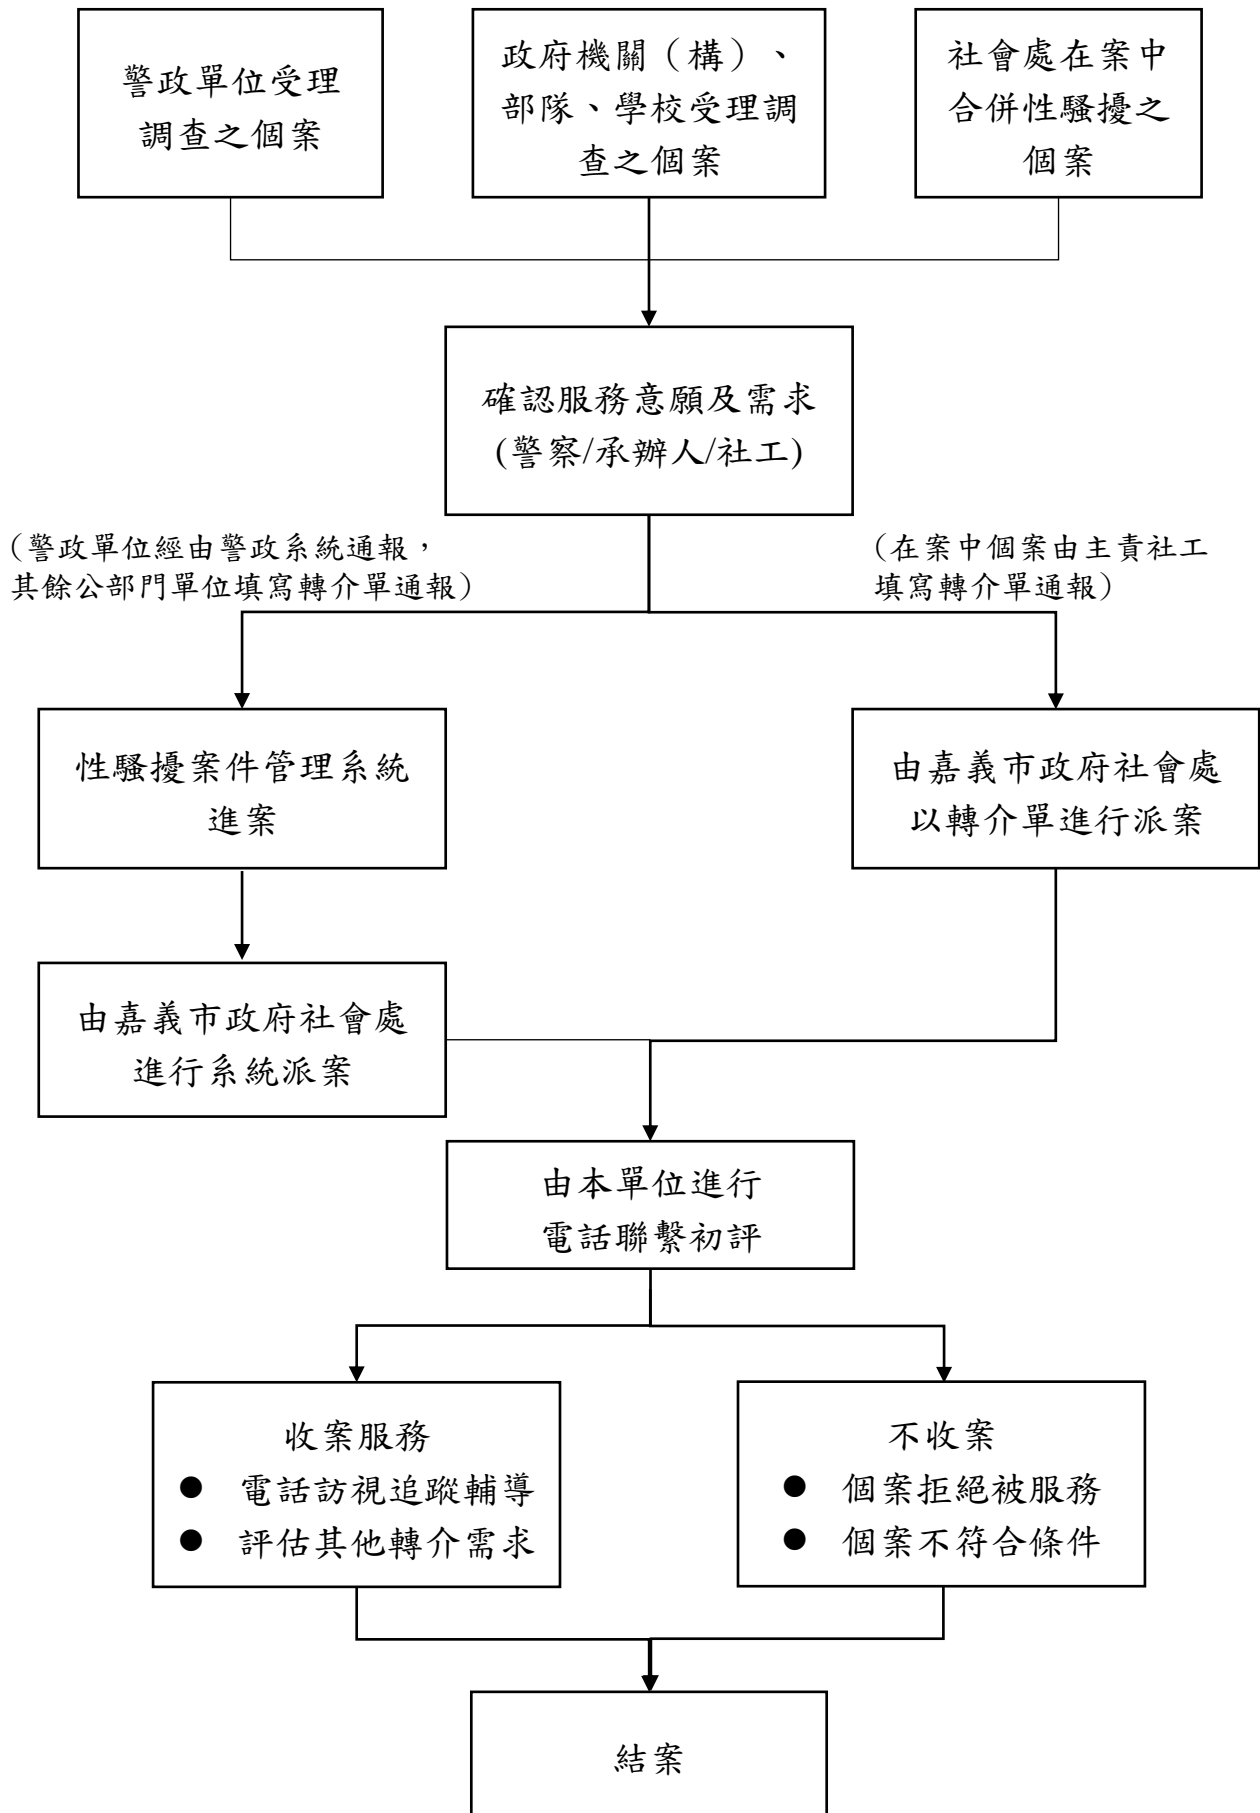 警政單位受理
調查之個案
政府機關（構）、
部隊、學校受理調
查之個案
社會處在案中
合併性騷擾之
個案
確認服務意願及需求
(警察/承辦人/社工)
（警政單位經由警政系統通報，
其餘公部門單位填寫轉介單通報）
（在案中個案由主責社工
填寫轉介單通報）
性騷擾案件管理系統
進案
由嘉義市政府社會處
以轉介單進行派案
由嘉義市政府社會處
進行系統派案
由本單位進行
電話聯繫初評
收案服務
● 電話訪視追蹤輔導
● 評估其他轉介需求
不收案
● 個案拒絕被服務
● 個案不符合條件
結案